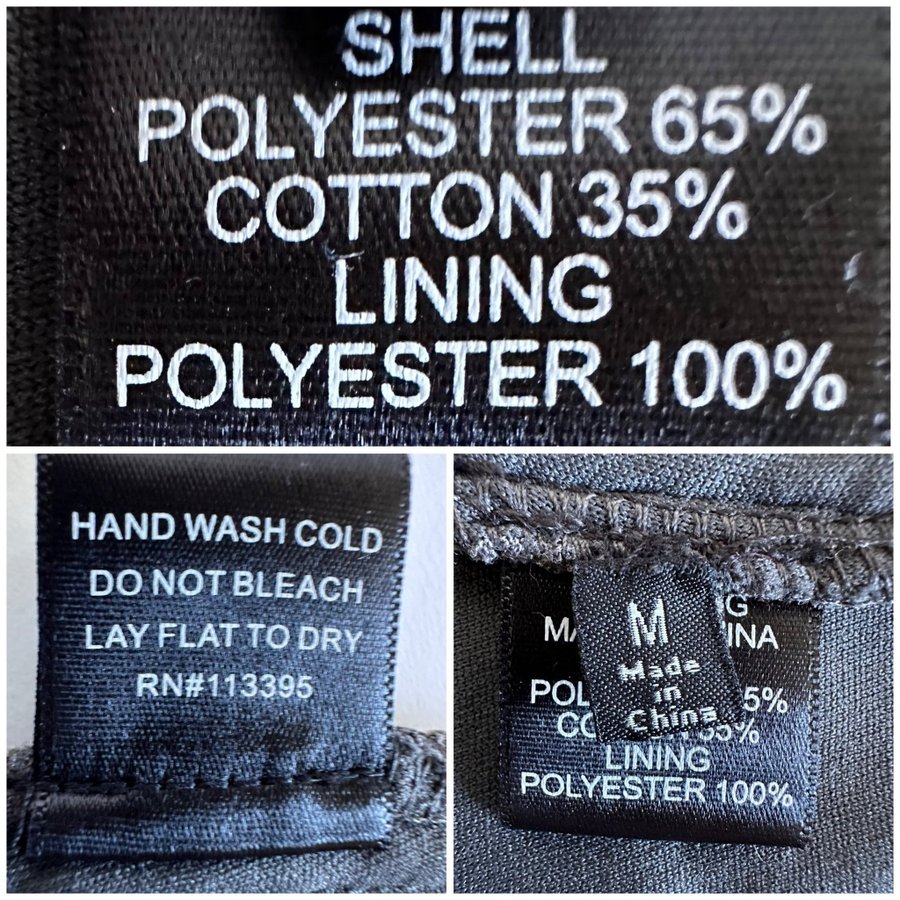 SHELL
POLYESTER 65%
COTTON 35%
LINING
POLYESTER 100%
HAND WASH COLD
DO NOT BLEACH
LAY FLAT TO DRY
RN#113395
M
Made
in
China
LINING
POLYESTER 100%